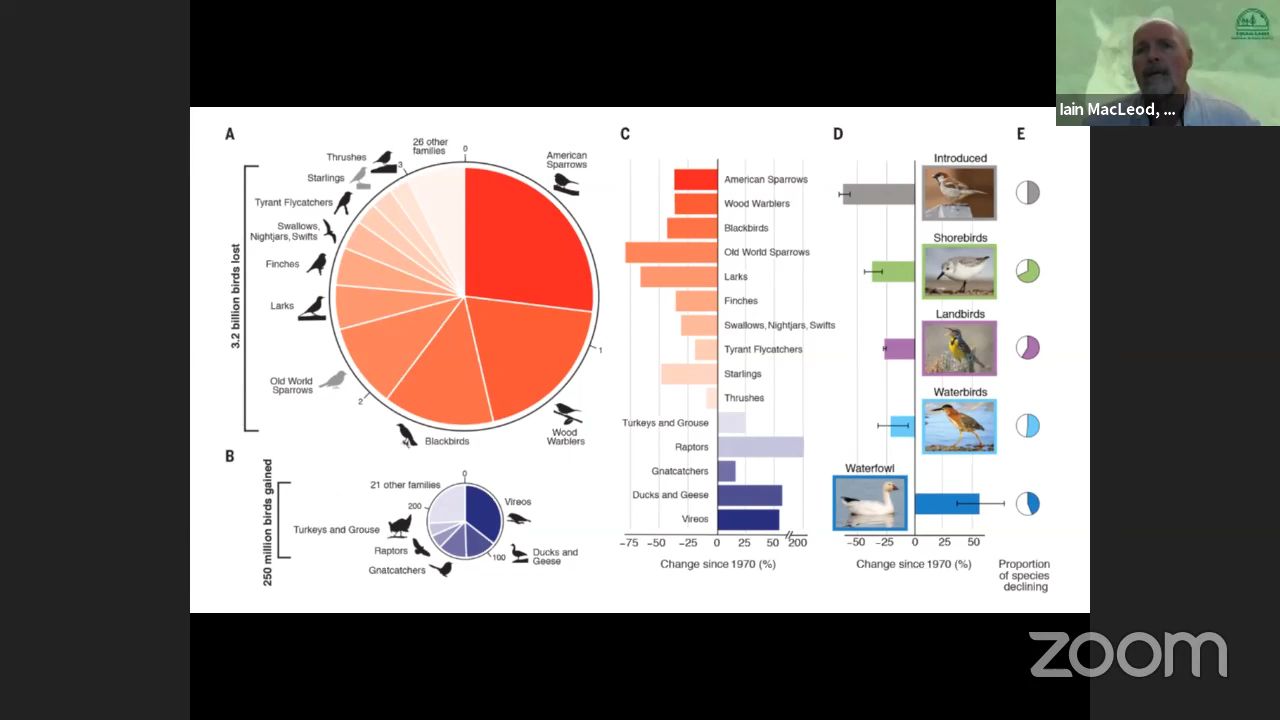 Iain MacLeod, ...
A
3.2 billion birds lost
26 other
families
0
American
Sparrows
Thrushes
3
Starlings
Tyrant Flycatchers
Swallows,
Nightjars, Swifts
Finches
Larks
1
Old World
Sparrows
2
Blackbirds
Wood
Warblers
B
250 million birds gained
0
21 other families
200
Vireos
Turkeys and Grouse
Raptors
100
Ducks and
Geese
Gnatcatchers
C
American Sparrows
Wood Warblers
Blackbirds
Old World Sparrows
Larks
Finches
Swallows, Nightjars, Swifts
Tyrant Flycatchers
Starlings
Thrushes
Turkeys and Grouse
Raptors
Gnatcatchers
Ducks and Geese
Vireos
−75 −50 −25 0 25 50 200
Change since 1970 (%)
D
Introduced
Shorebirds
Landbirds
Waterbirds
Waterfowl
−50 −25 0 25 50
Change since 1970 (%)
E
Proportion
of species
declining
zoom